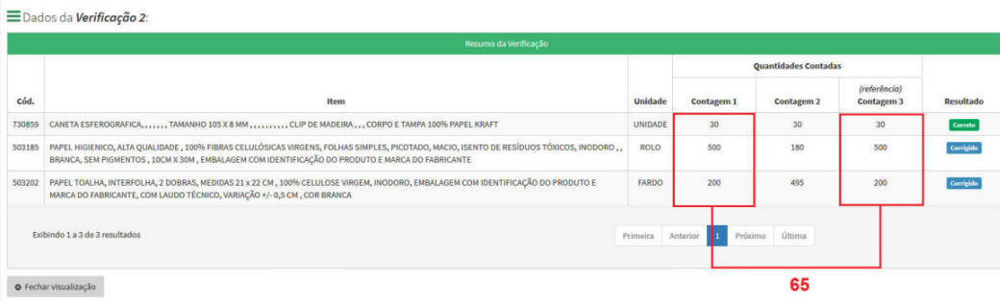 Dados da Verificação 2:
Resumo da Verificação
Quantidades Contadas
Cód. Item Unidade Contagem 1 Contagem 2 (referência) Contagem 3 Resultado
730859 CANETA ESFEROGRAFICA, , , , , , , TAMANHO 105 X 8 MM , , , , , , , , , , CLIP DE MADEIRA , , , CORPO E TAMPA 100% PAPEL KRAFT UNIDADE 30 30 30 Correto
503185 PAPEL HIGIENICO, ALTA QUALIDADE , 100% FIBRAS CELULÓSICAS VIRGENS, FOLHAS SIMPLES, PICOTADO, MACIO, ISENTO DE RESÍDUOS TÓXICOS, INODORO , , ROLO 500 180 500 Corrigido
BRANCA, SEM PIGMENTOS , 10CM X 30M , EMBALAGEM COM IDENTIFICAÇÃO DO PRODUTO E MARCA DO FABRICANTE
503202 PAPEL TOALHA, INTERFOLHA, 2 DOBRAS, MEDIDAS 21 x 22 CM , 100% CELULOSE VIRGEM, INODORO, EMBALAGEM COM IDENTIFICAÇÃO DO PRODUTO E FARDO 200 495 200 Corrigido
MARCA DO FABRICANTE, COM LAUDO TÉCNICO, VARIAÇÃO +/- 0,5 CM , COR BRANCA
Exibindo 1 a 3 de 3 resultados
Primeira Anterior 1 Próximo Última
Fechar visualização
65